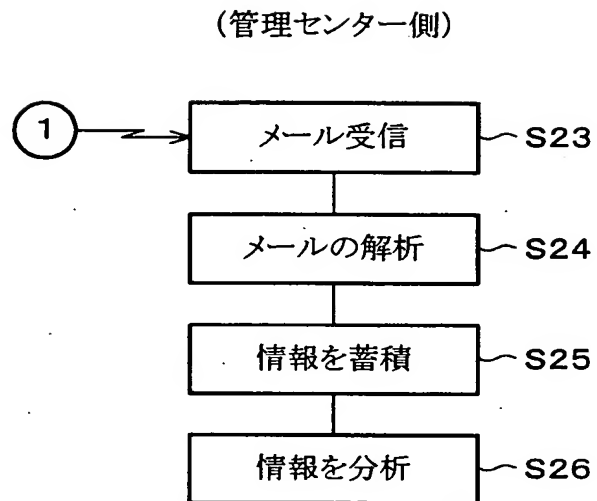 (管理センター側)
1
メール受信 S23
メールの解析 S24
情報を蓄積 S25
情報を分析 S26